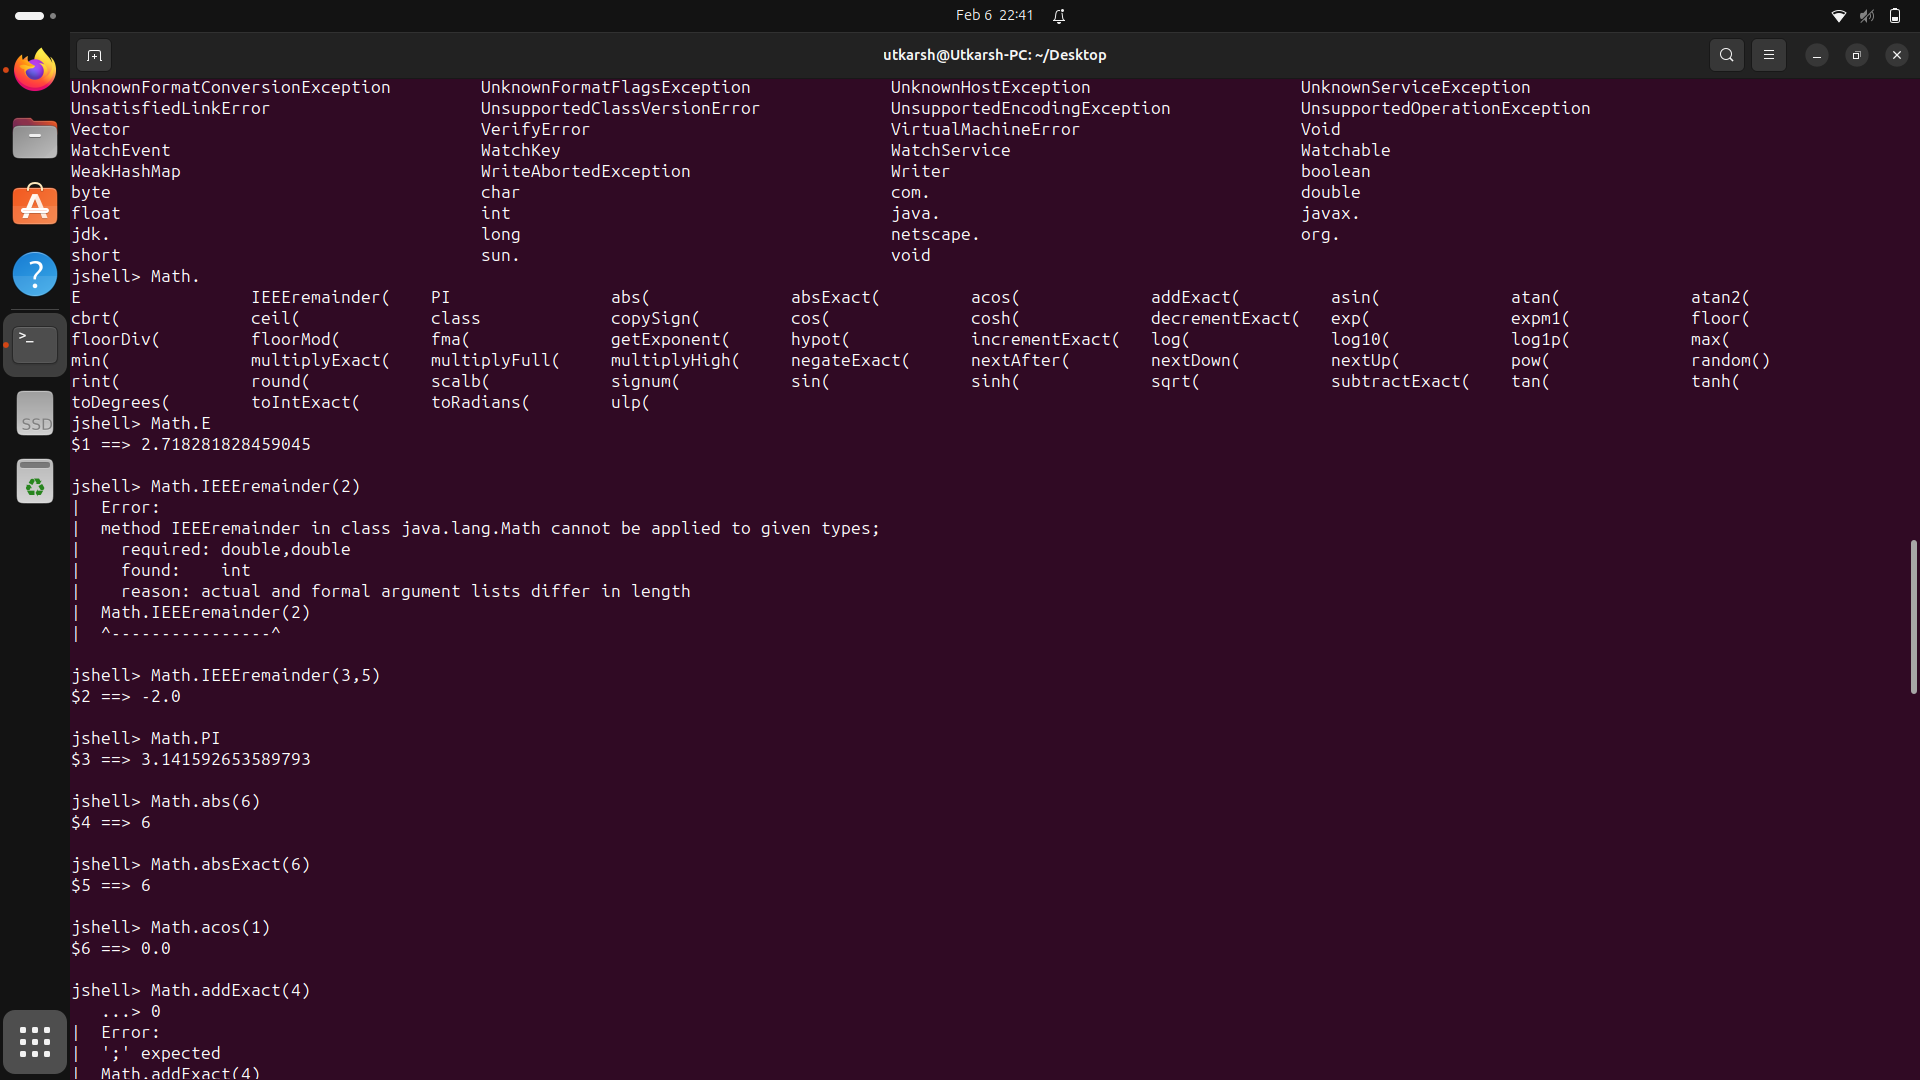 Feb 6 22:41
utkarsh@Utkarsh-PC: ~/Desktop
UnknownFormatConversionException UnknownFormatFlagsException UnknownHostException UnknownServiceException
UnsatisfiedLinkError UnsupportedClassVersionError UnsupportedEncodingException UnsupportedOperationException
Vector VerifyError VirtualMachineError Void
WatchEvent WatchKey WatchService Watchable
WeakHashMap WriteAbortedException Writer boolean
byte char com. double
float int java. javax.
jdk. long netscape. org.
short sun. void
jshell> Math.
E IEEEremainder( PI abs( absExact( acos( addExact( asin( atan( atan2(
cbrt( ceil( class copySign( cos( cosh( decrementExact( exp( expm1( floor(
floorDiv( floorMod( fma( getExponent( hypot( incrementExact( log( log10( log1p( max(
min( multiplyExact( multiplyFull( multiplyHigh( negateExact( nextAfter( nextDown( nextUp( pow( random()
rint( round( scalb( signum( sin( sinh( sqrt( subtractExact( tan( tanh(
toDegrees( toIntExact( toRadians( ulp(
jshell> Math.E
$1 ==> 2.718281828459045
jshell> Math.IEEEremainder(2)
| Error:
| method IEEEremainder in class java.lang.Math cannot be applied to given types;
| required: double,double
| found: int
| reason: actual and formal argument lists differ in length
| Math.IEEEremainder(2)
| ^----------------^
jshell> Math.IEEEremainder(3,5)
$2 ==> -2.0
jshell> Math.PI
$3 ==> 3.141592653589793
jshell> Math.abs(6)
$4 ==> 6
jshell> Math.absExact(6)
$5 ==> 6
jshell> Math.acos(1)
$6 ==> 0.0
jshell> Math.addExact(4)
...> 0
| Error:
| ';' expected
| Math.addExact(4)
SSD